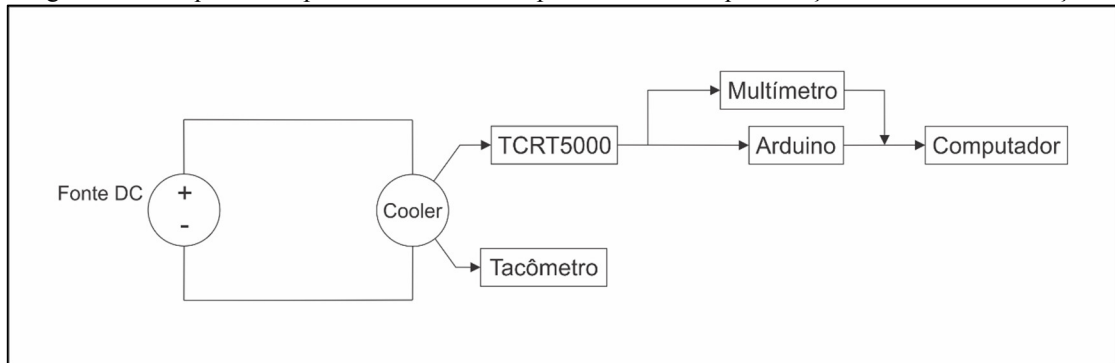 Multímetro
TCRT5000
Arduino
Computador
Fonte DC
+
-
Cooler
Tacômetro